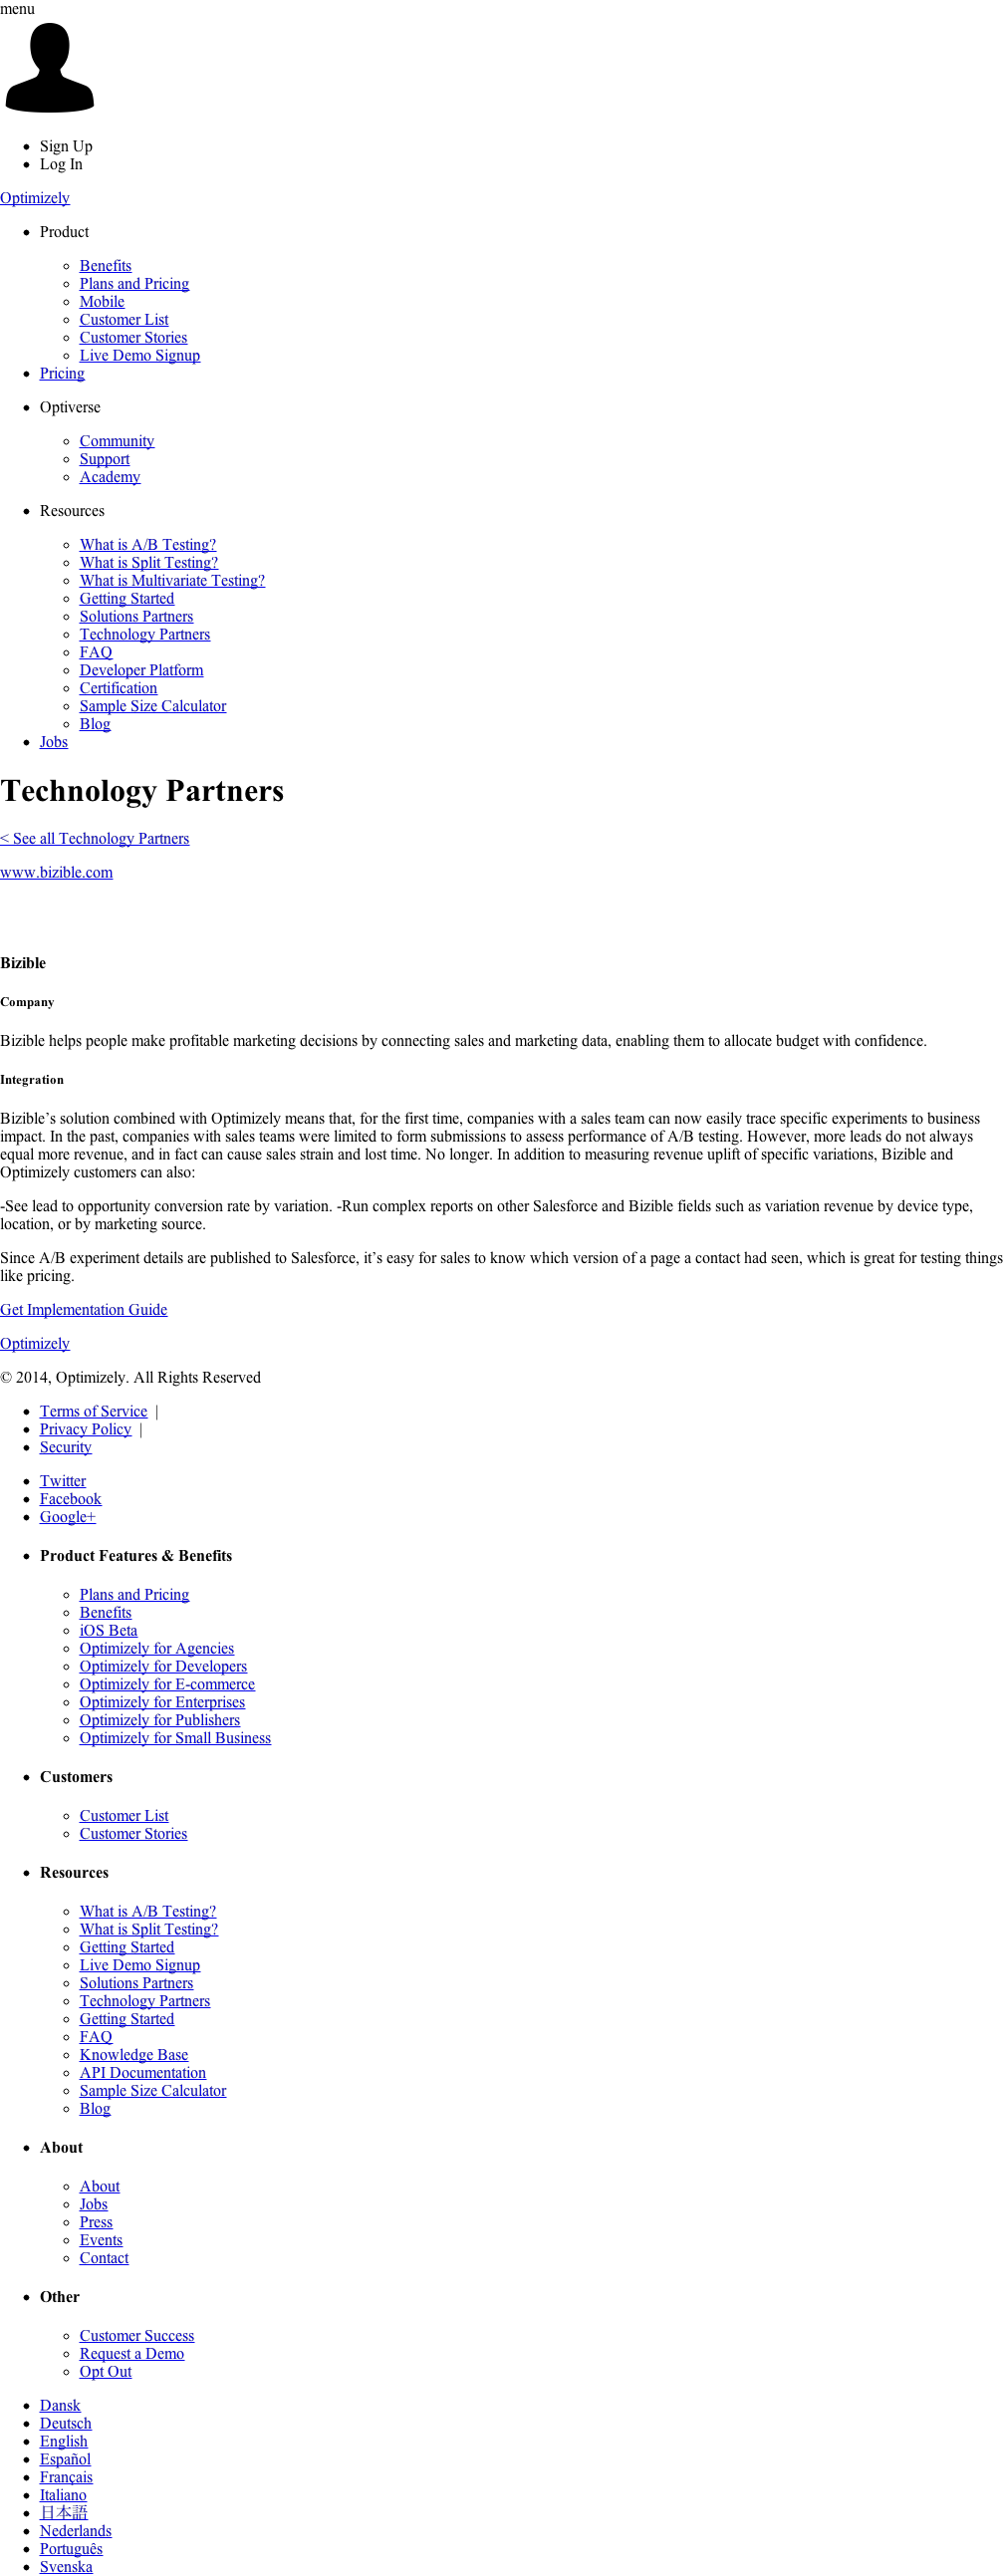 menu
Sign Up
Log In
Optimizely
Product
Benefits
Plans and Pricing
Mobile
Customer List
Customer Stories
Live Demo Signup
Pricing
Optiverse
Community
Support
Academy
Resources
What is A/B Testing?
What is Split Testing?
What is Multivariate Testing?
Getting Started
Solutions Partners
Technology Partners
FAQ
Developer Platform
Certification
Sample Size Calculator
Blog
Jobs
Technology Partners
< See all Technology Partners
www.bizible.com
Bizible
Company
Bizible helps people make profitable marketing decisions by connecting sales and marketing data, enabling them to allocate budget with confidence.
Integration
Bizible’s solution combined with Optimizely means that, for the first time, companies with a sales team can now easily trace specific experiments to business
impact. In the past, companies with sales teams were limited to form submissions to assess performance of A/B testing. However, more leads do not always
equal more revenue, and in fact can cause sales strain and lost time. No longer. In addition to measuring revenue uplift of specific variations, Bizible and
Optimizely customers can also:
-See lead to opportunity conversion rate by variation. -Run complex reports on other Salesforce and Bizible fields such as variation revenue by device type,
location, or by marketing source.
Since A/B experiment details are published to Salesforce, it’s easy for sales to know which version of a page a contact had seen, which is great for testing things
like pricing.
Get Implementation Guide
Optimizely
© 2014, Optimizely. All Rights Reserved
Terms of Service |
Privacy Policy |
Security
Twitter
Facebook
Google+
Product Features & Benefits
Plans and Pricing
Benefits
iOS Beta
Optimizely for Agencies
Optimizely for Developers
Optimizely for E-commerce
Optimizely for Enterprises
Optimizely for Publishers
Optimizely for Small Business
Customers
Customer List
Customer Stories
Resources
What is A/B Testing?
What is Split Testing?
Getting Started
Live Demo Signup
Solutions Partners
Technology Partners
Getting Started
FAQ
Knowledge Base
API Documentation
Sample Size Calculator
Blog
About
About
Jobs
Press
Events
Contact
Other
Customer Success
Request a Demo
Opt Out
Dansk
Deutsch
English
Español
Français
Italiano
日本語
Nederlands
Português
Svenska